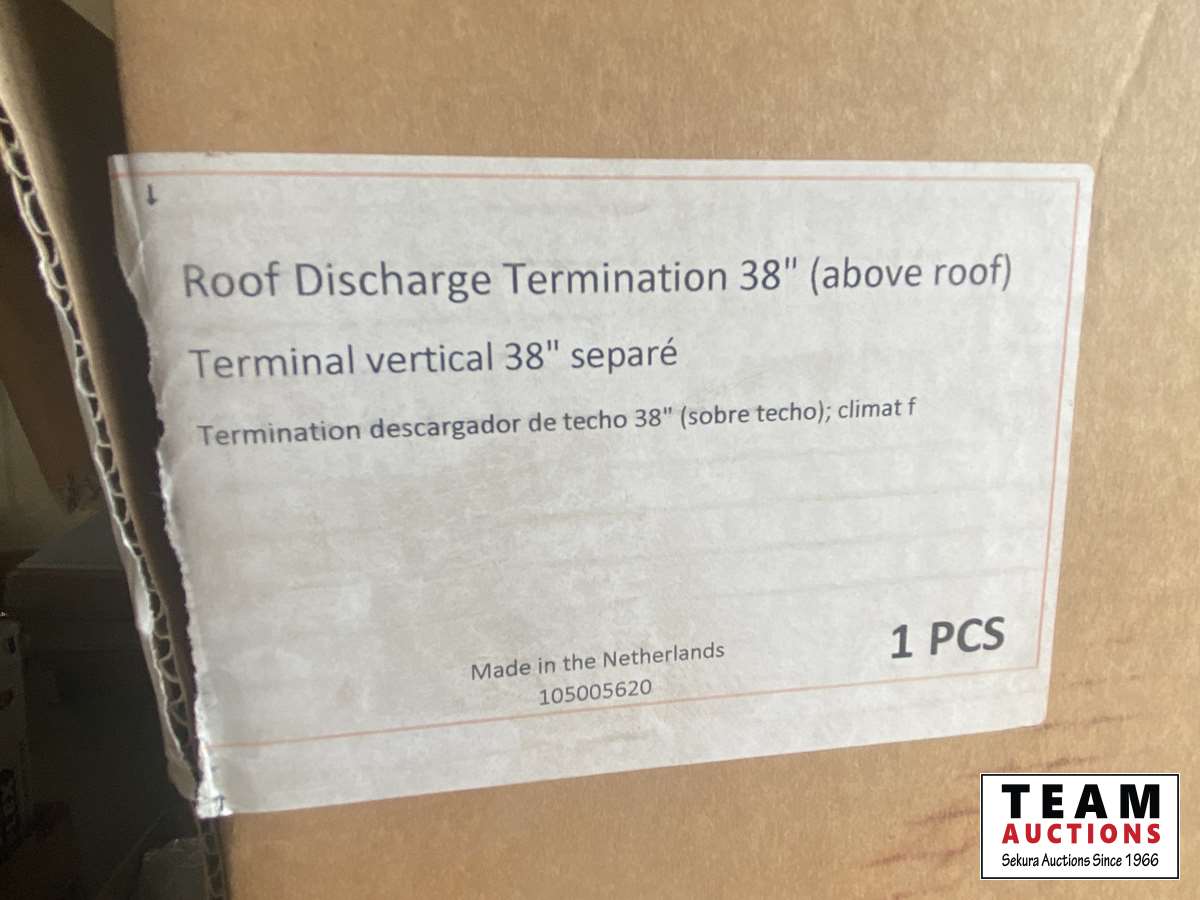 Roof Discharge Termination 38" (above roof)
Terminal vertical 38" separé
Termination descargador de techo 38" (sobre techo); climat f
1 PCS
Made in the Netherlands
105005620
TEAM
AUCTIONS
Sekura Auctions Since 1966